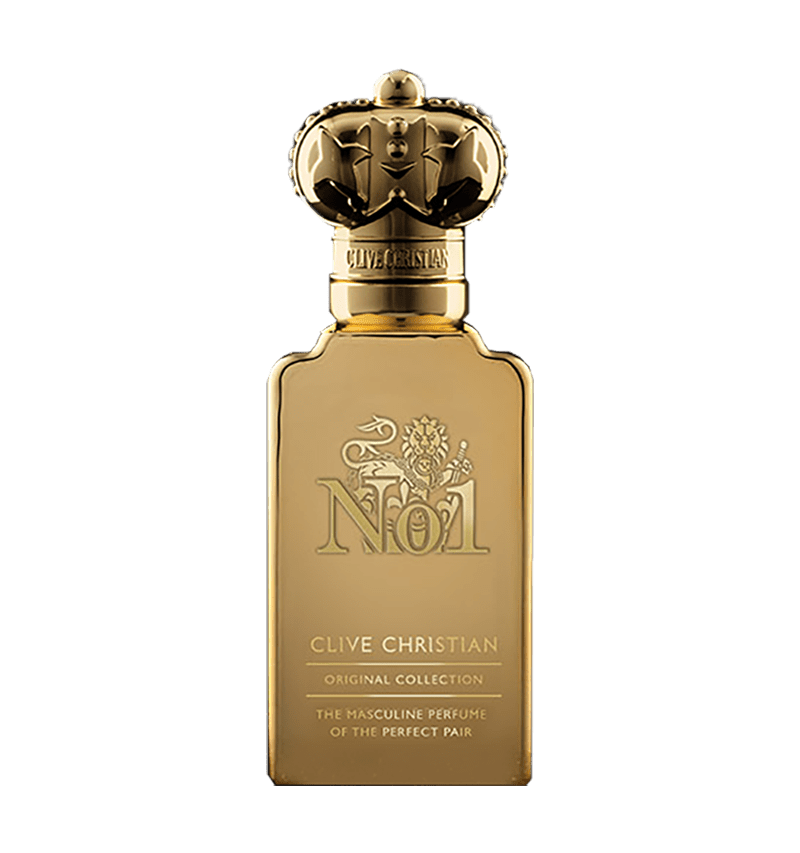 CLIVE CHRISTIAN
No1
CLIVE CHRISTIAN
ORIGINAL COLLECTION
THE MASCULINE PERFUME
OF THE PERFECT PAIR